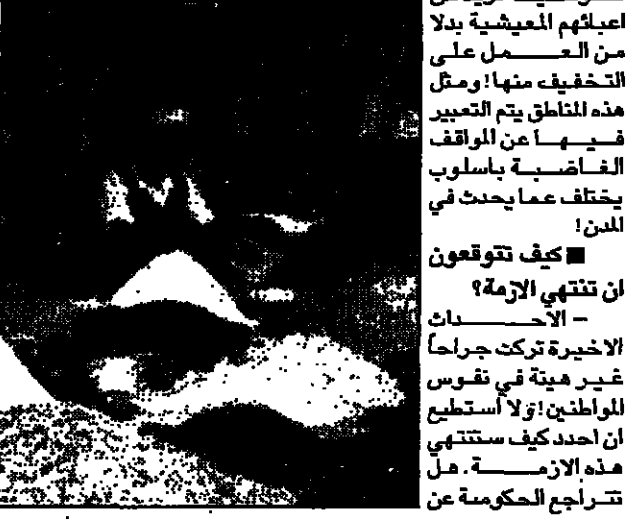 اعبائهم المعيشية بدلا
من العمل على
التخفيف منها! ومثل
هذه المناطق يتم التعبير
فيها عن المواقف
الغاضبة باسلوب
يختلف عما يحدث في
المدن!
■ كيف تتوقعون
ان تنتهي الازمة؟
– الاحداث
الاخيرة تركت جراحاً
غير هينة في نفوس
المواطنين! ولا أستطيع
ان احدد كيف ستنتهي
هذه الازمة. هل
تتراجع الحكومة عن